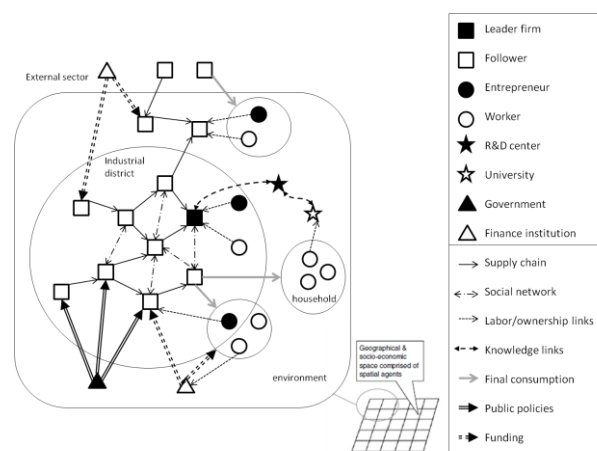 External sector
Industrial
district
household
environment
Geographical &
socio-economic
space comprised of
spatial agents
Leader firm
Follower
Entrepreneur
Worker
R&D center
University
Government
Finance institution
Supply chain
Social network
Labor/ownership links
Knowledge links
Final consumption
Public policies
Funding